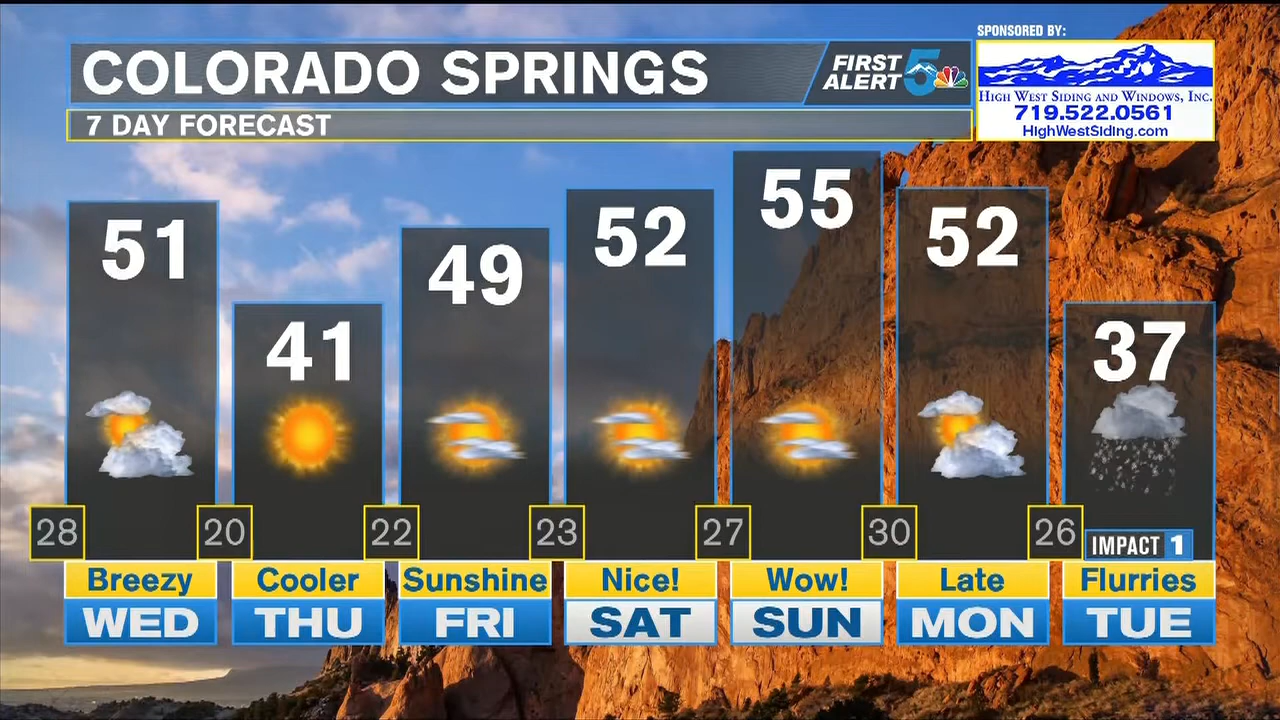 SPONSORED BY:
COLORADO SPRINGS
FIRST
ALERT 5
HIGH WEST SIDING AND WINDOWS, INC.
719.522.0561
HighWestSiding.com
7 DAY FORECAST
51 41 49 52 55 52 37
28 20 22 23 27 30 26
IMPACT 1
Breezy Cooler Sunshine Nice! Wow! Late Flurries
WED THU FRI SAT SUN MON TUE